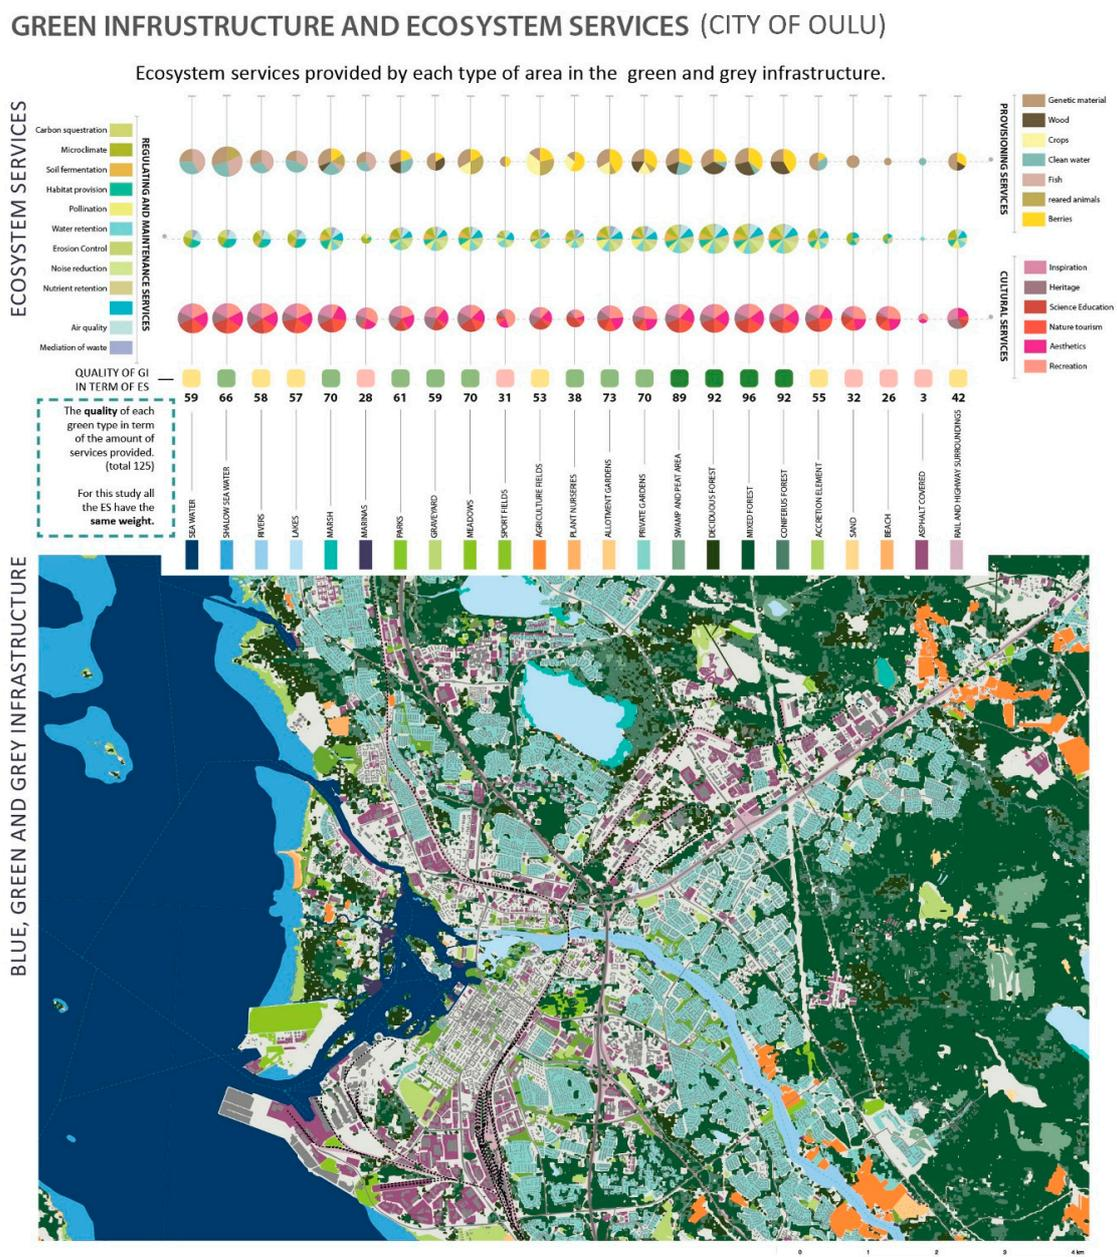 GREEN INFRUSTRUCTURE AND ECOSYSTEM SERVICES (CITY OF OULU)
Ecosystem services provided by each type of area in the green and grey infrastructure.
ECOSYSTEM SERVICES
Carbon squestration
Microclimate
Soil fermentation
Habitat provision
Pollination
Water retention
Erosion Control
Noise reduction
Nutrient retention
Air quality
Mediation of waste
REGULATING AND MAINTENANCE SERVICES
PROVISIONING SERVICES
Genetic material
Wood
Crops
Clean water
Fish
reared animals
Berries
CULTURAL SERVICES
Inspiration
Heritage
Science Education
Nature tourism
Aesthetics
Recreation
QUALITY OF GI
IN TERM OF ES
59 66 58 57 70 28 61 59 70 31 53 38 73 70 89 92 96 92 55 32 26 3 42
The quality of each
green type in term
of the amount of
services provided.
(total 125)
For this study all
the ES have the
same weight.
SEA WATER
SHALOW SEA WATER
RIVERS
LAKES
MARSH
MARINAS
PARKS
GRAVEYARD
MEADOWS
SPORT FIELDS
AGRICULTURE FIELDS
PLANT NURSERIES
ALLOTMENT GARDENS
PRIVATE GARDENS
SWAMP AND PEAT AREA
DECIDUOUS FOREST
MIXED FOREST
CONIFERUS FOREST
ACCRETION ELEMENT
SAND
BEACH
ASPHALT COVERED
RAIL AND HIGHWAY SURROUNDINGS
BLUE, GREEN AND GREY INFRASTRUCTURE
0 1 2 3 4 km